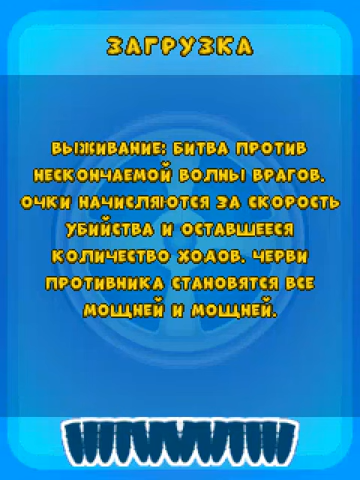 ЗАГРУЗКА
ВЫЖИВАНИЕ: БИТВА ПРОТИВ
НЕСКОНЧАЕМОЙ ВОЛНЫ ВРАГОВ.
ОЧКИ НАЧИСЛЯЮТСЯ ЗА СКОРОСТЬ
УБИЙСТВА И ОСТАВШЕЕСЯ
КОЛИЧЕСТВО ХОДОВ. ЧЕРВИ
ПРОТИВНИКА СТАНОВЯТСЯ ВСЕ
МОЩНЕЙ И МОЩНЕЙ.